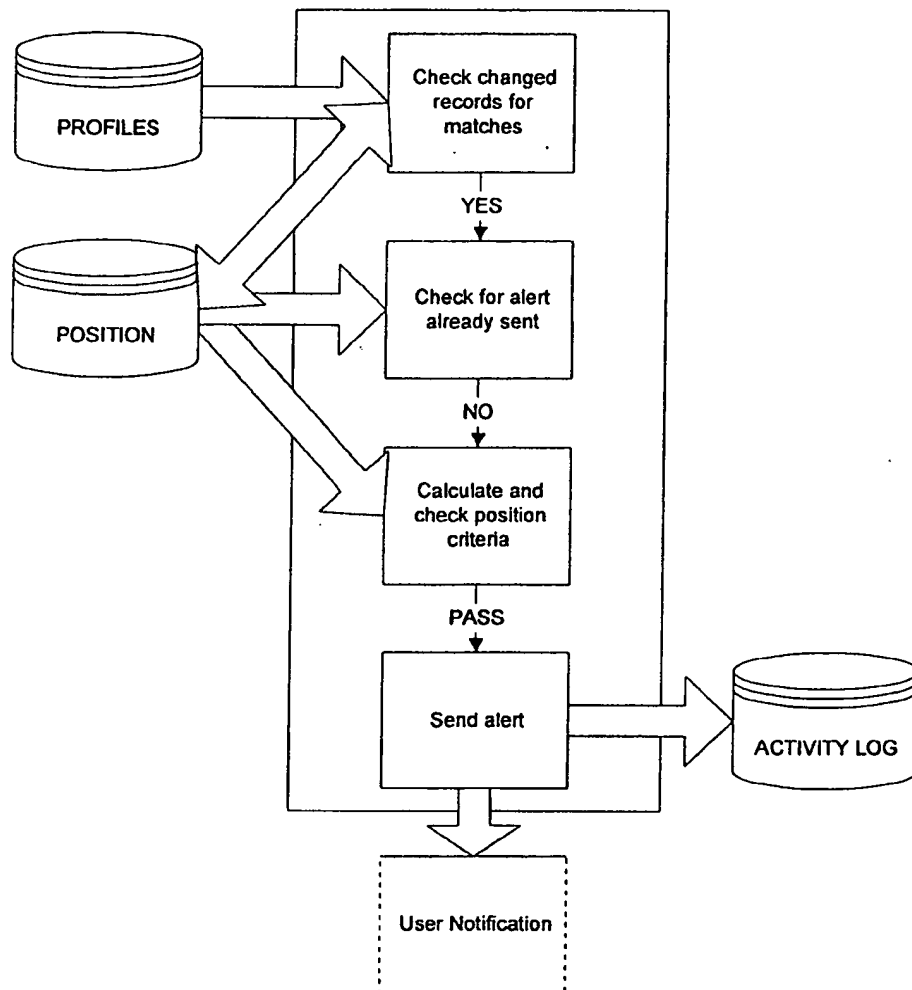 Check changed
records for
matches
PROFILES
YES
Check for alert
already sent
POSITION
NO
Calculate and
check position
criteria
PASS
Send alert
ACTIVITY LOG
User Notification